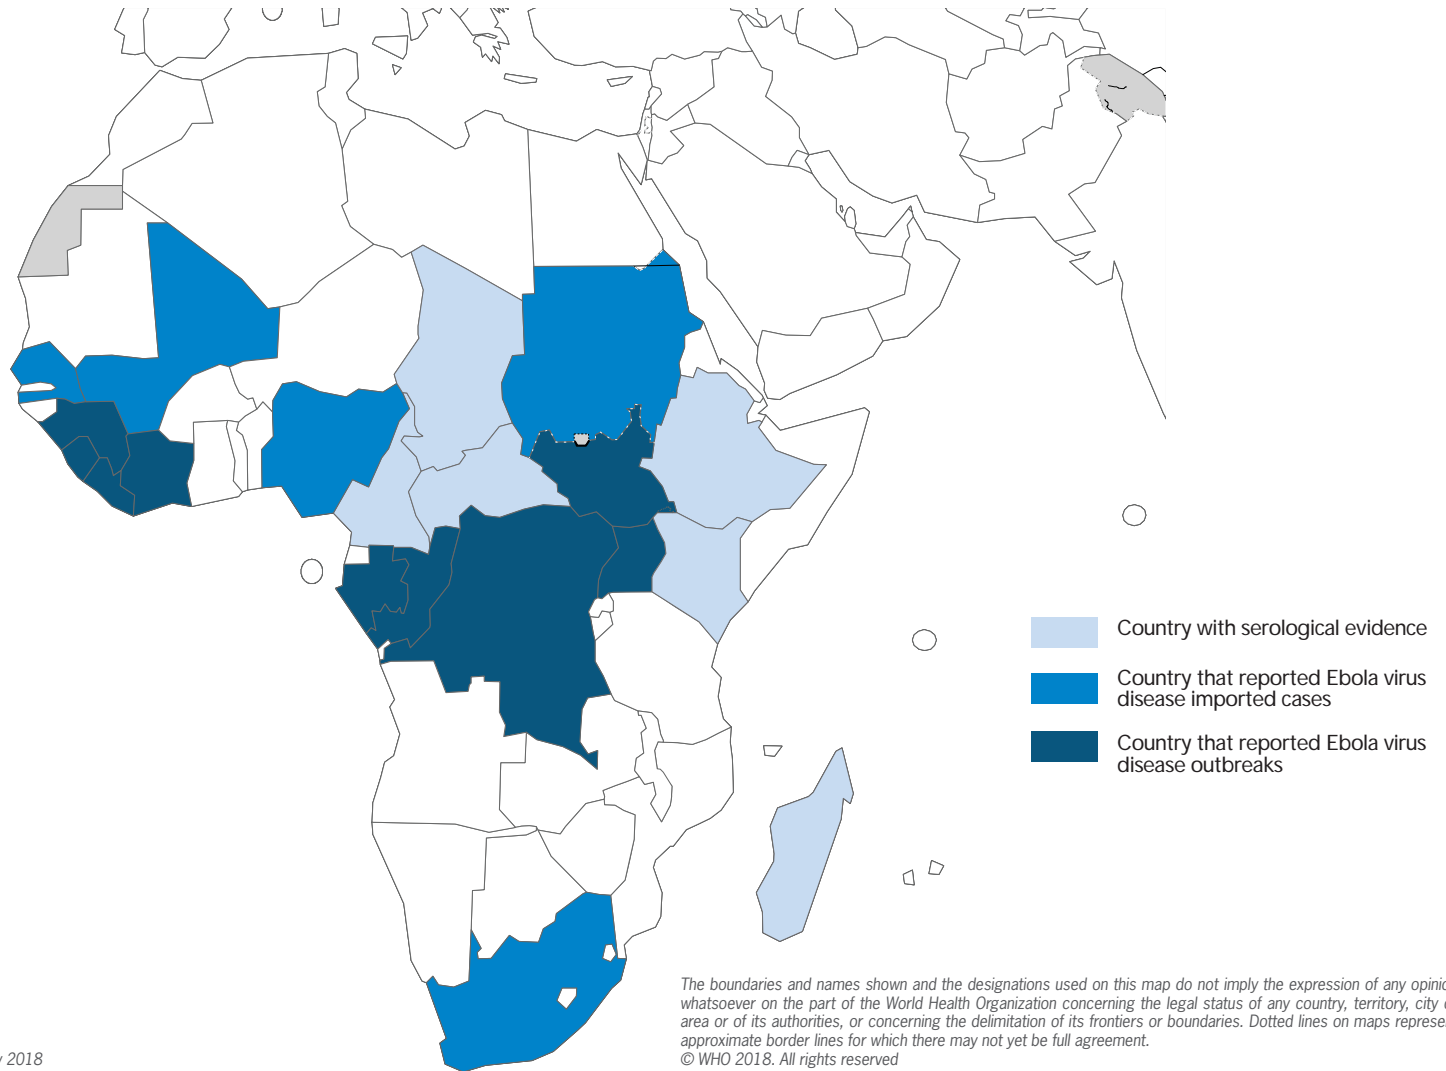 Country with serological evidence
Country that reported Ebola virus
disease imported cases
Country that reported Ebola virus
disease outbreaks
The boundaries and names shown and the designations used on this map do not imply the expression of any opinio
whatsoever on the part of the World Health Organization concerning the legal status of any country, territory, city
area or of its authorities, or concerning the delimitation of its frontiers or boundaries. Dotted lines on maps represe
approximate border lines for which there may not yet be full agreement.
© WHO 2018. All rights reserved
2018